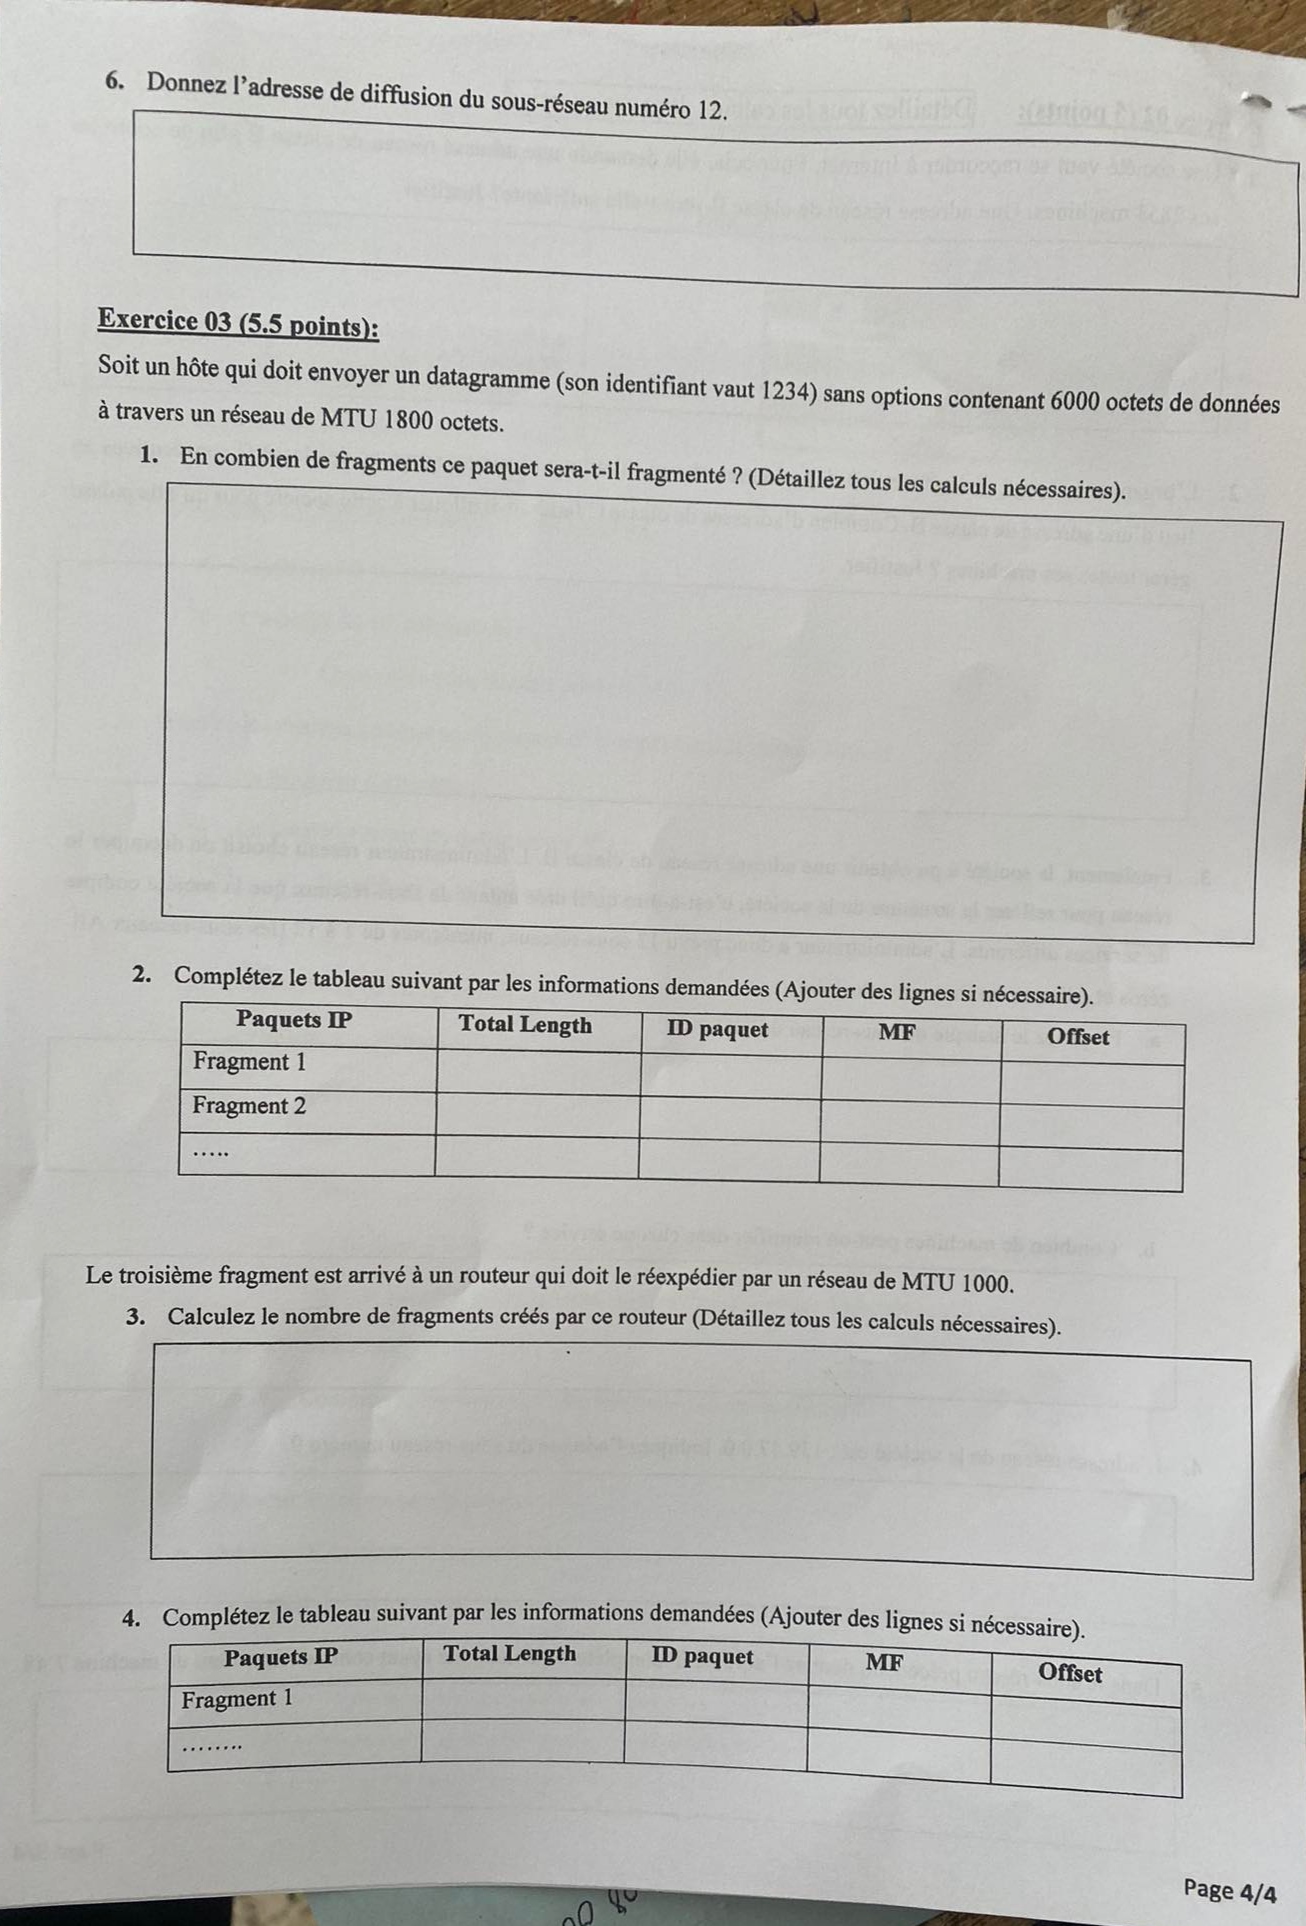 6. Donnez l'adresse de diffusion du sous-réseau numéro 12.
Exercice 03 (5.5 points):
Soit un hôte qui doit envoyer un datagramme (son identifiant vaut 1234) sans options contenant 6000 octets de données
à travers un réseau de MTU 1800 octets.
1. En combien de fragments ce paquet sera-t-il fragmenté ? (Détaillez tous les calculs nécessaires).
2. Complétez le tableau suivant par les informations demandées (Ajouter des lignes si nécessaire).
Paquets IP Total Length ID paquet MF Offset
Fragment 1
Fragment 2
.....
Le troisième fragment est arrivé à un routeur qui doit le réexpédier par un réseau de MTU 1000.
3. Calculez le nombre de fragments créés par ce routeur (Détaillez tous les calculs nécessaires).
4. Complétez le tableau suivant par les informations demandées (Ajouter des lignes si nécessaire).
Paquets IP Total Length ID paquet MF Offset
Fragment 1
........
Page 4/4